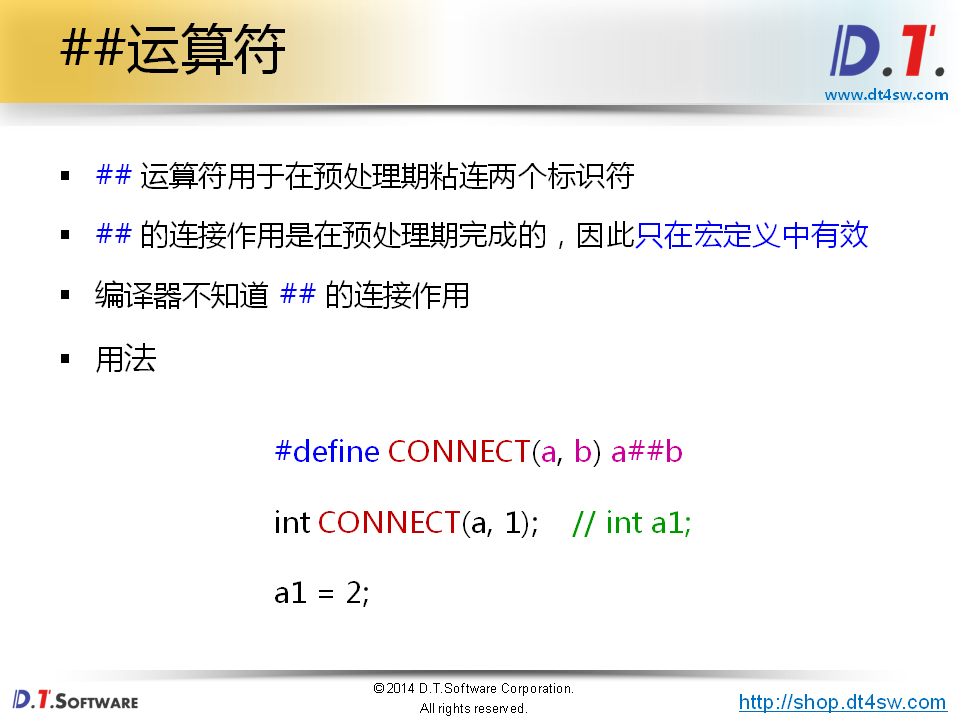 ##运算符
D.T.
www.dt4sw.com
▪ ## 运算符用于在预处理期粘连两个标识符
▪ ## 的连接作用是在预处理期完成的，因此只在宏定义中有效
▪ 编译器不知道 ## 的连接作用
▪ 用法
#define CONNECT(a, b) a##b
int CONNECT(a, 1); // int a1;
a1 = 2;
D.T.SOFTWARE
©2014 D.T.Software Corporation.
All rights reserved.
http://shop.dt4sw.com